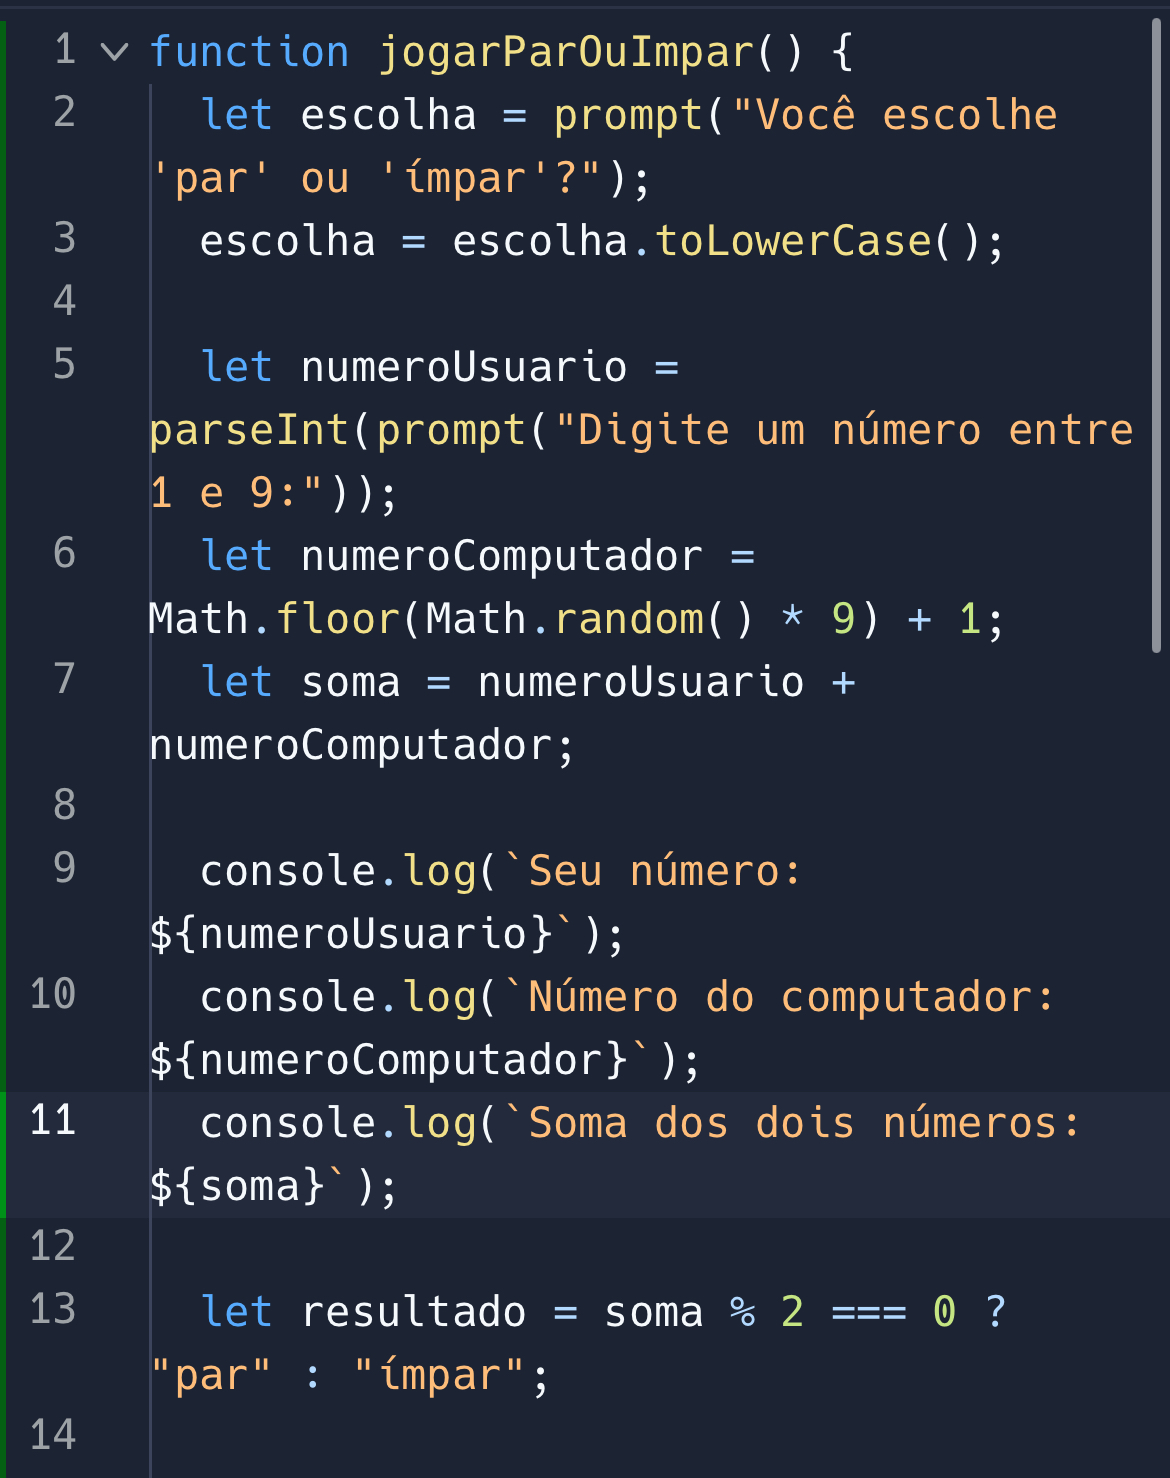 1 function jogarParOuImpar() {
2 let escolha = prompt("Você escolhe
'par' ou 'ímpar'?");
3 escolha = escolha.toLowerCase();
4
5 let numeroUsuario =
parseInt(prompt("Digite um número entre
1 e 9:"));
6 let numeroComputador =
Math.floor(Math.random() * 9) + 1;
7 let soma = numeroUsuario +
numeroComputador;
8
9 console.log(`Seu número:
${numeroUsuario}`);
10 console.log(`Número do computador:
${numeroComputador}`);
11 console.log(`Soma dos dois números:
${soma}`);
12
13 let resultado = soma % 2 === 0 ?
"par" : "ímpar";
14